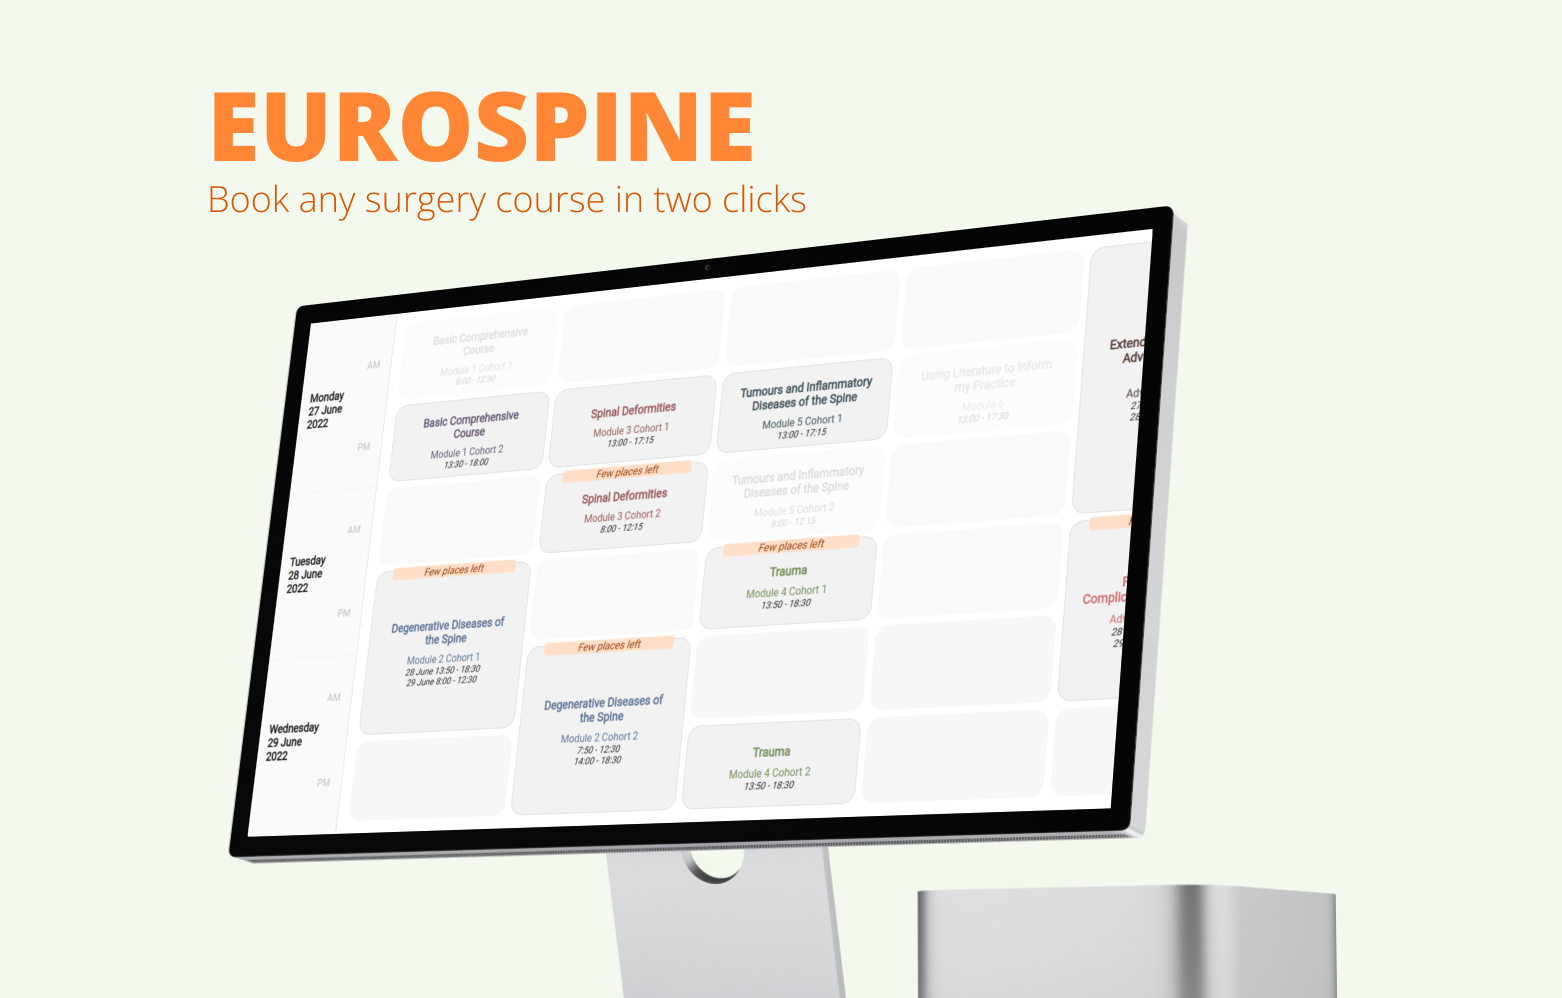 EUROSPINE
Book any surgery course in two clicks
AM
Monday
27 June
2022
PM
AM
Tuesday
28 June
2022
PM
AM
Wednesday
29 June
2022
PM
Basic Comprehensive
Course
Module 1 Cohort 1
8:00 - 12:30
Basic Comprehensive
Course
Module 1 Cohort 2
13:30 - 18:00
Spinal Deformities
Module 3 Cohort 1
13:00 - 17:15
Tumours and Inflammatory
Diseases of the Spine
Module 5 Cohort 1
13:00 - 17:15
Using Literature to Inform
my Practice
Module 6
13:00 - 17:30
Few places left
Spinal Deformities
Module 3 Cohort 2
8:00 - 12:15
Tumours and Inflammatory
Diseases of the Spine
Module 5 Cohort 2
8:00 - 12:15
Few places left
Degenerative Diseases of
the Spine
Module 2 Cohort 1
28 June 13:50 - 18:30
29 June 8:00 - 12:30
Few places left
Trauma
Module 4 Cohort 1
13:50 - 18:30
Few places left
Degenerative Diseases of
the Spine
Module 2 Cohort 2
7:50 - 12:30
14:00 - 18:30
Trauma
Module 4 Cohort 2
13:50 - 18:30
Extend
Adv
Ad
27
28
Complic
Ad
28
29